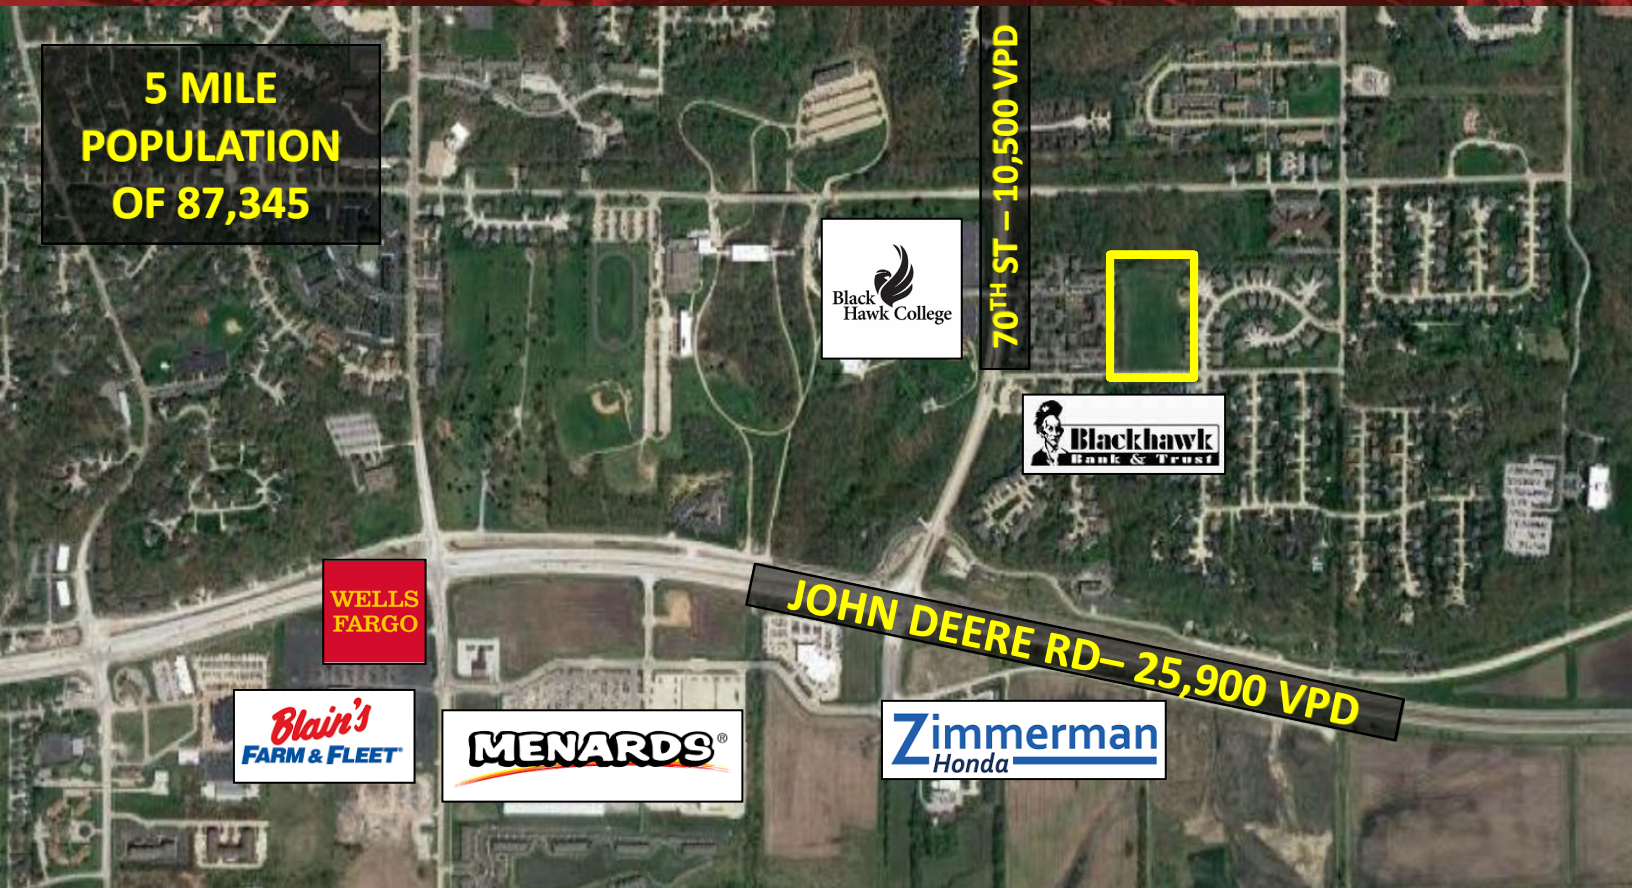 5 MILE
POPULATION
OF 87,345
70TH ST – 10,500 VPD
Black
Hawk College
Blackhawk
Bank & Trust
JOHN DEERE RD– 25,900 VPD
WELLS
FARGO
Blain's
FARM & FLEET®
MENARDS®
Zimmerman
Honda